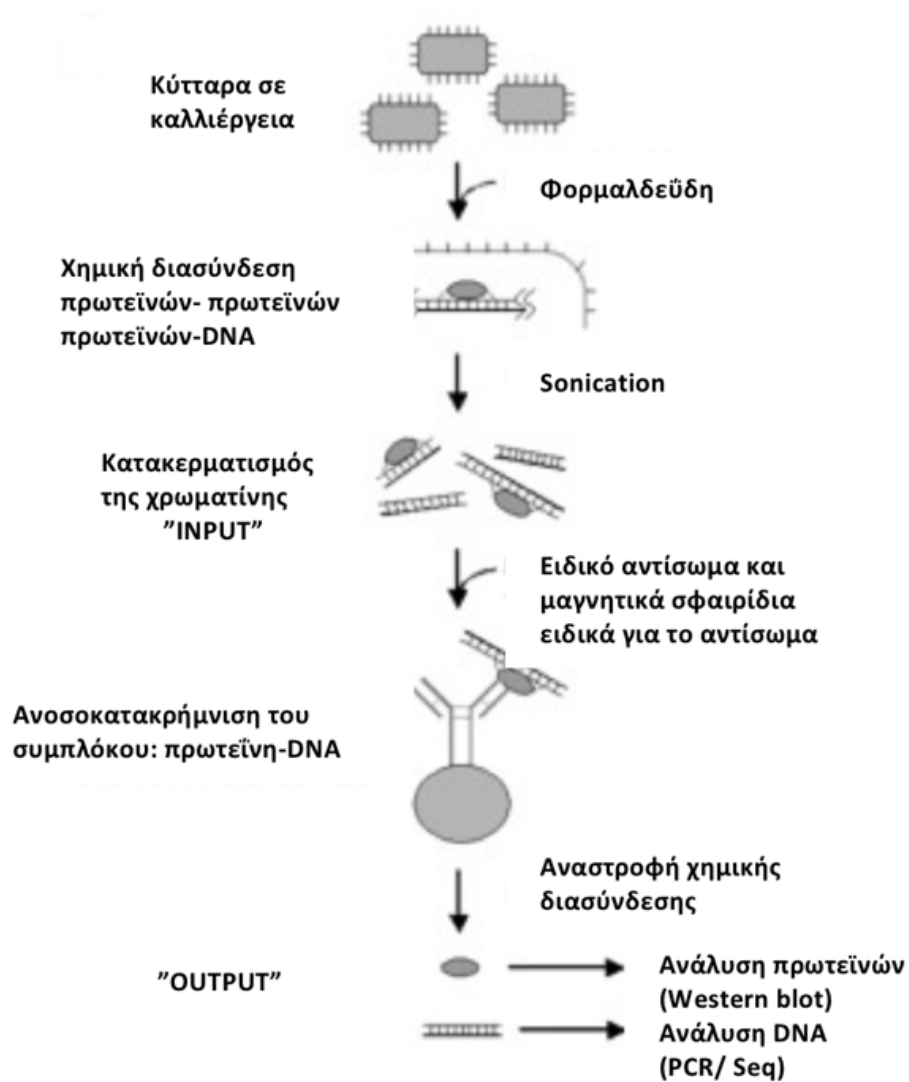 Κύτταρα σε
καλλιέργεια
Φορμαλδεΰδη
Χημική διασύνδεση
πρωτεϊνών- πρωτεϊνών
πρωτεϊνών-DNA
Sonication
Κατακερματισμός
της χρωματίνης
”INPUT”
Ειδικό αντίσωμα και
μαγνητικά σφαιρίδια
ειδικά για το αντίσωμα
Ανοσοκατακρήμνιση του
συμπλόκου: πρωτεΐνη-DNA
Αναστροφή χημικής
διασύνδεσης
”OUTPUT”
Ανάλυση πρωτεϊνών
(Western blot)
Ανάλυση DNA
(PCR/ Seq)